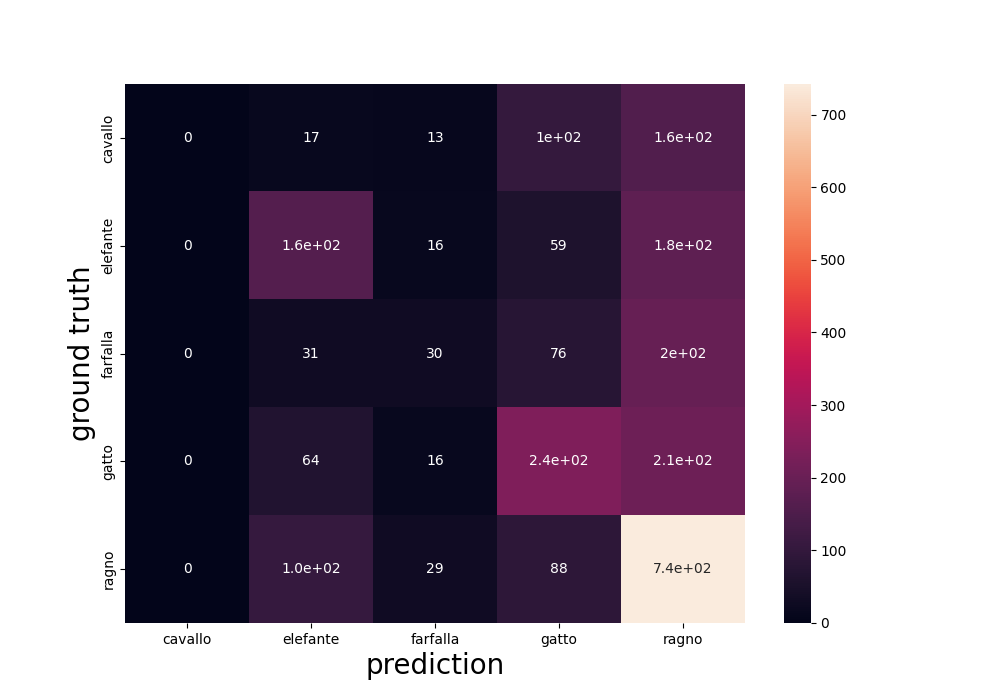 cavallo 0 17 13 1e+02 1.6e+02
elefante 0 1.6e+02 16 59 1.8e+02
farfalla 0 31 30 76 2e+02
gatto 0 64 16 2.4e+02 2.1e+02
ragno 0 1.0e+02 29 88 7.4e+02
cavallo elefante farfalla gatto ragno
prediction
ground truth
700
600
500
400
300
200
100
0